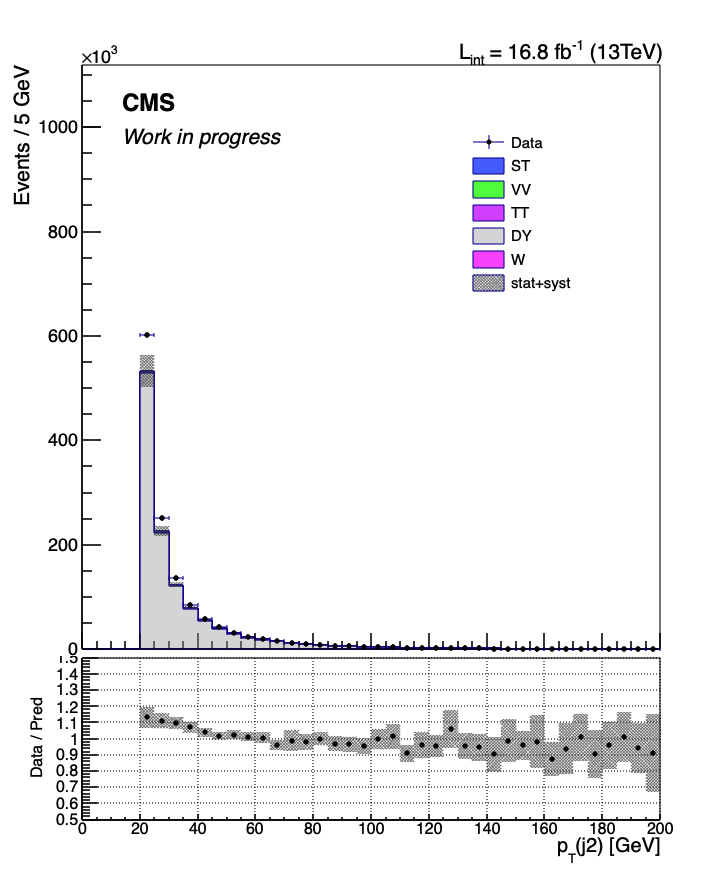 ×10³
L_int = 16.8 fb⁻¹ (13TeV)
Events / 5 GeV
CMS
Work in progress
1000
800
600
400
200
0
Data
ST
VV
TT
DY
W
stat+syst
Data / Pred
1.5
1.4
1.3
1.2
1.1
1
0.9
0.8
0.7
0.6
0.5
0 20 40 60 80 100 120 140 160 180 200
p_T(j2) [GeV]